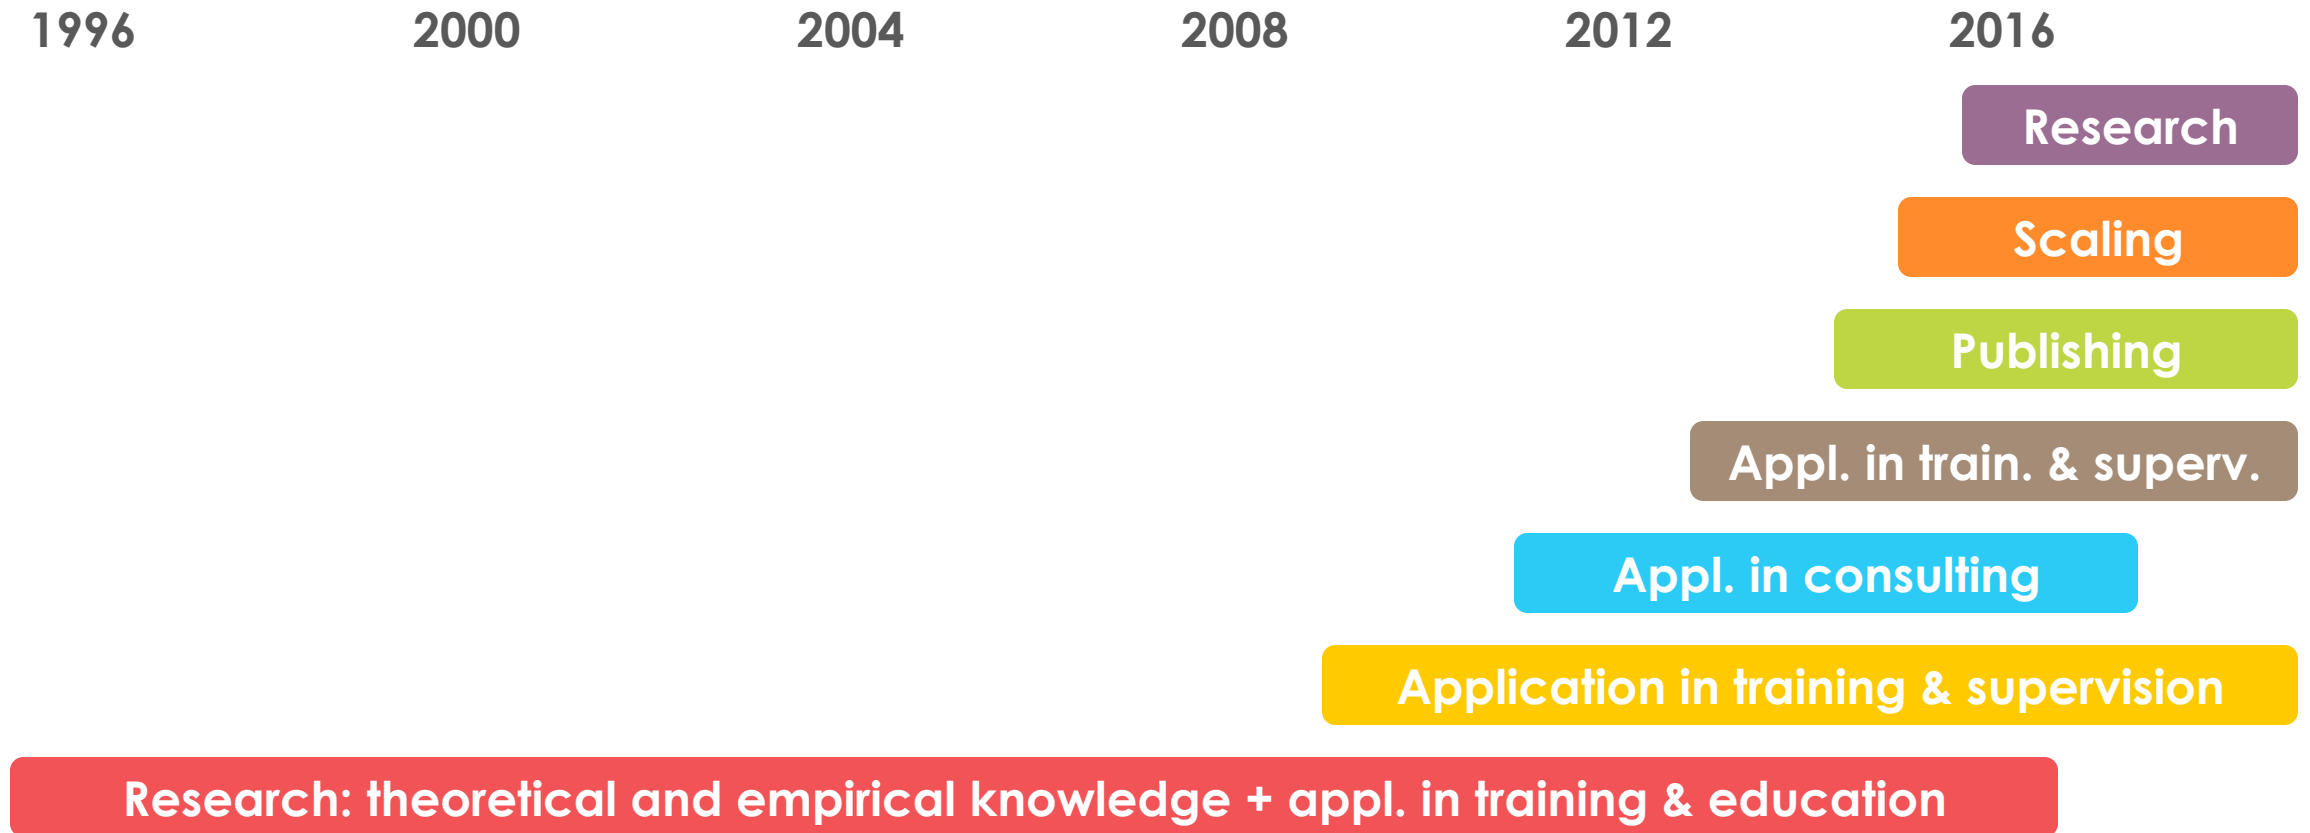 1996 2000 2004 2008 2012 2016
Research
Scaling
Publishing
Appl. in train. & superv.
Appl. in consulting
Application in training & supervision
Research: theoretical and empirical knowledge + appl. in training & education